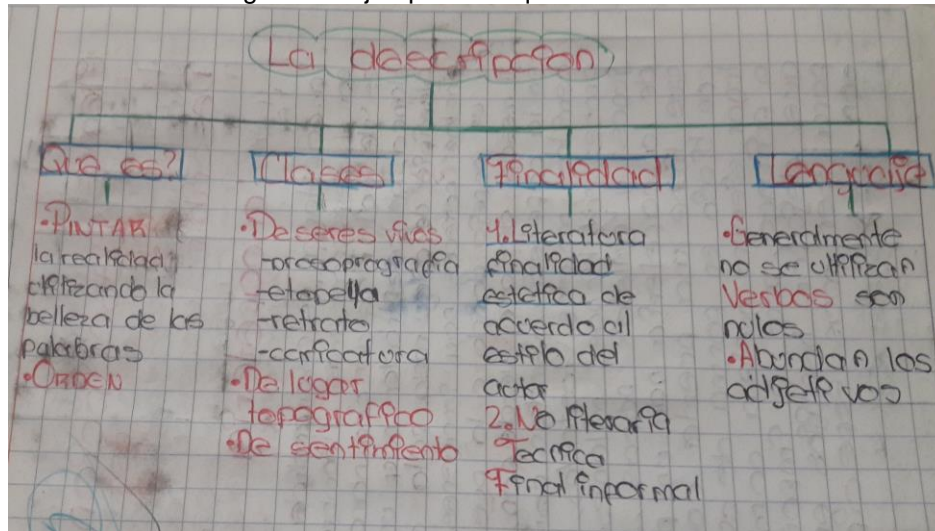 La descripcion
Que es?
Clases
Finalidad
Lenguaje
•PINTAR
la realidad
utilizando la
belleza de las
palabras
•ORDEN
•De seres vivos
-prosopografia
-etopeya
-retrato
-caricatura
•De lugar
topografico
•De sentimiento
1.Literatura
finalidad
estetica de
acuerdo al
estilo del
autor
2.No literaria
Tecnica
Final informal
•Generalmente
no se utilizan
Verbos son
nulos
•Abundan los
adjetivos